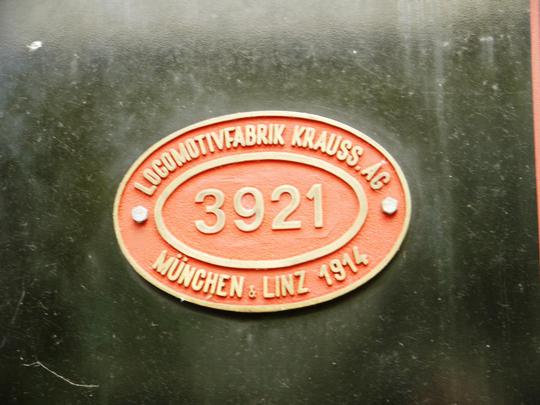 LOCOMOTIVFABRIK KRAUSS. AG
3921
MÜNCHEN & LINZ 1914